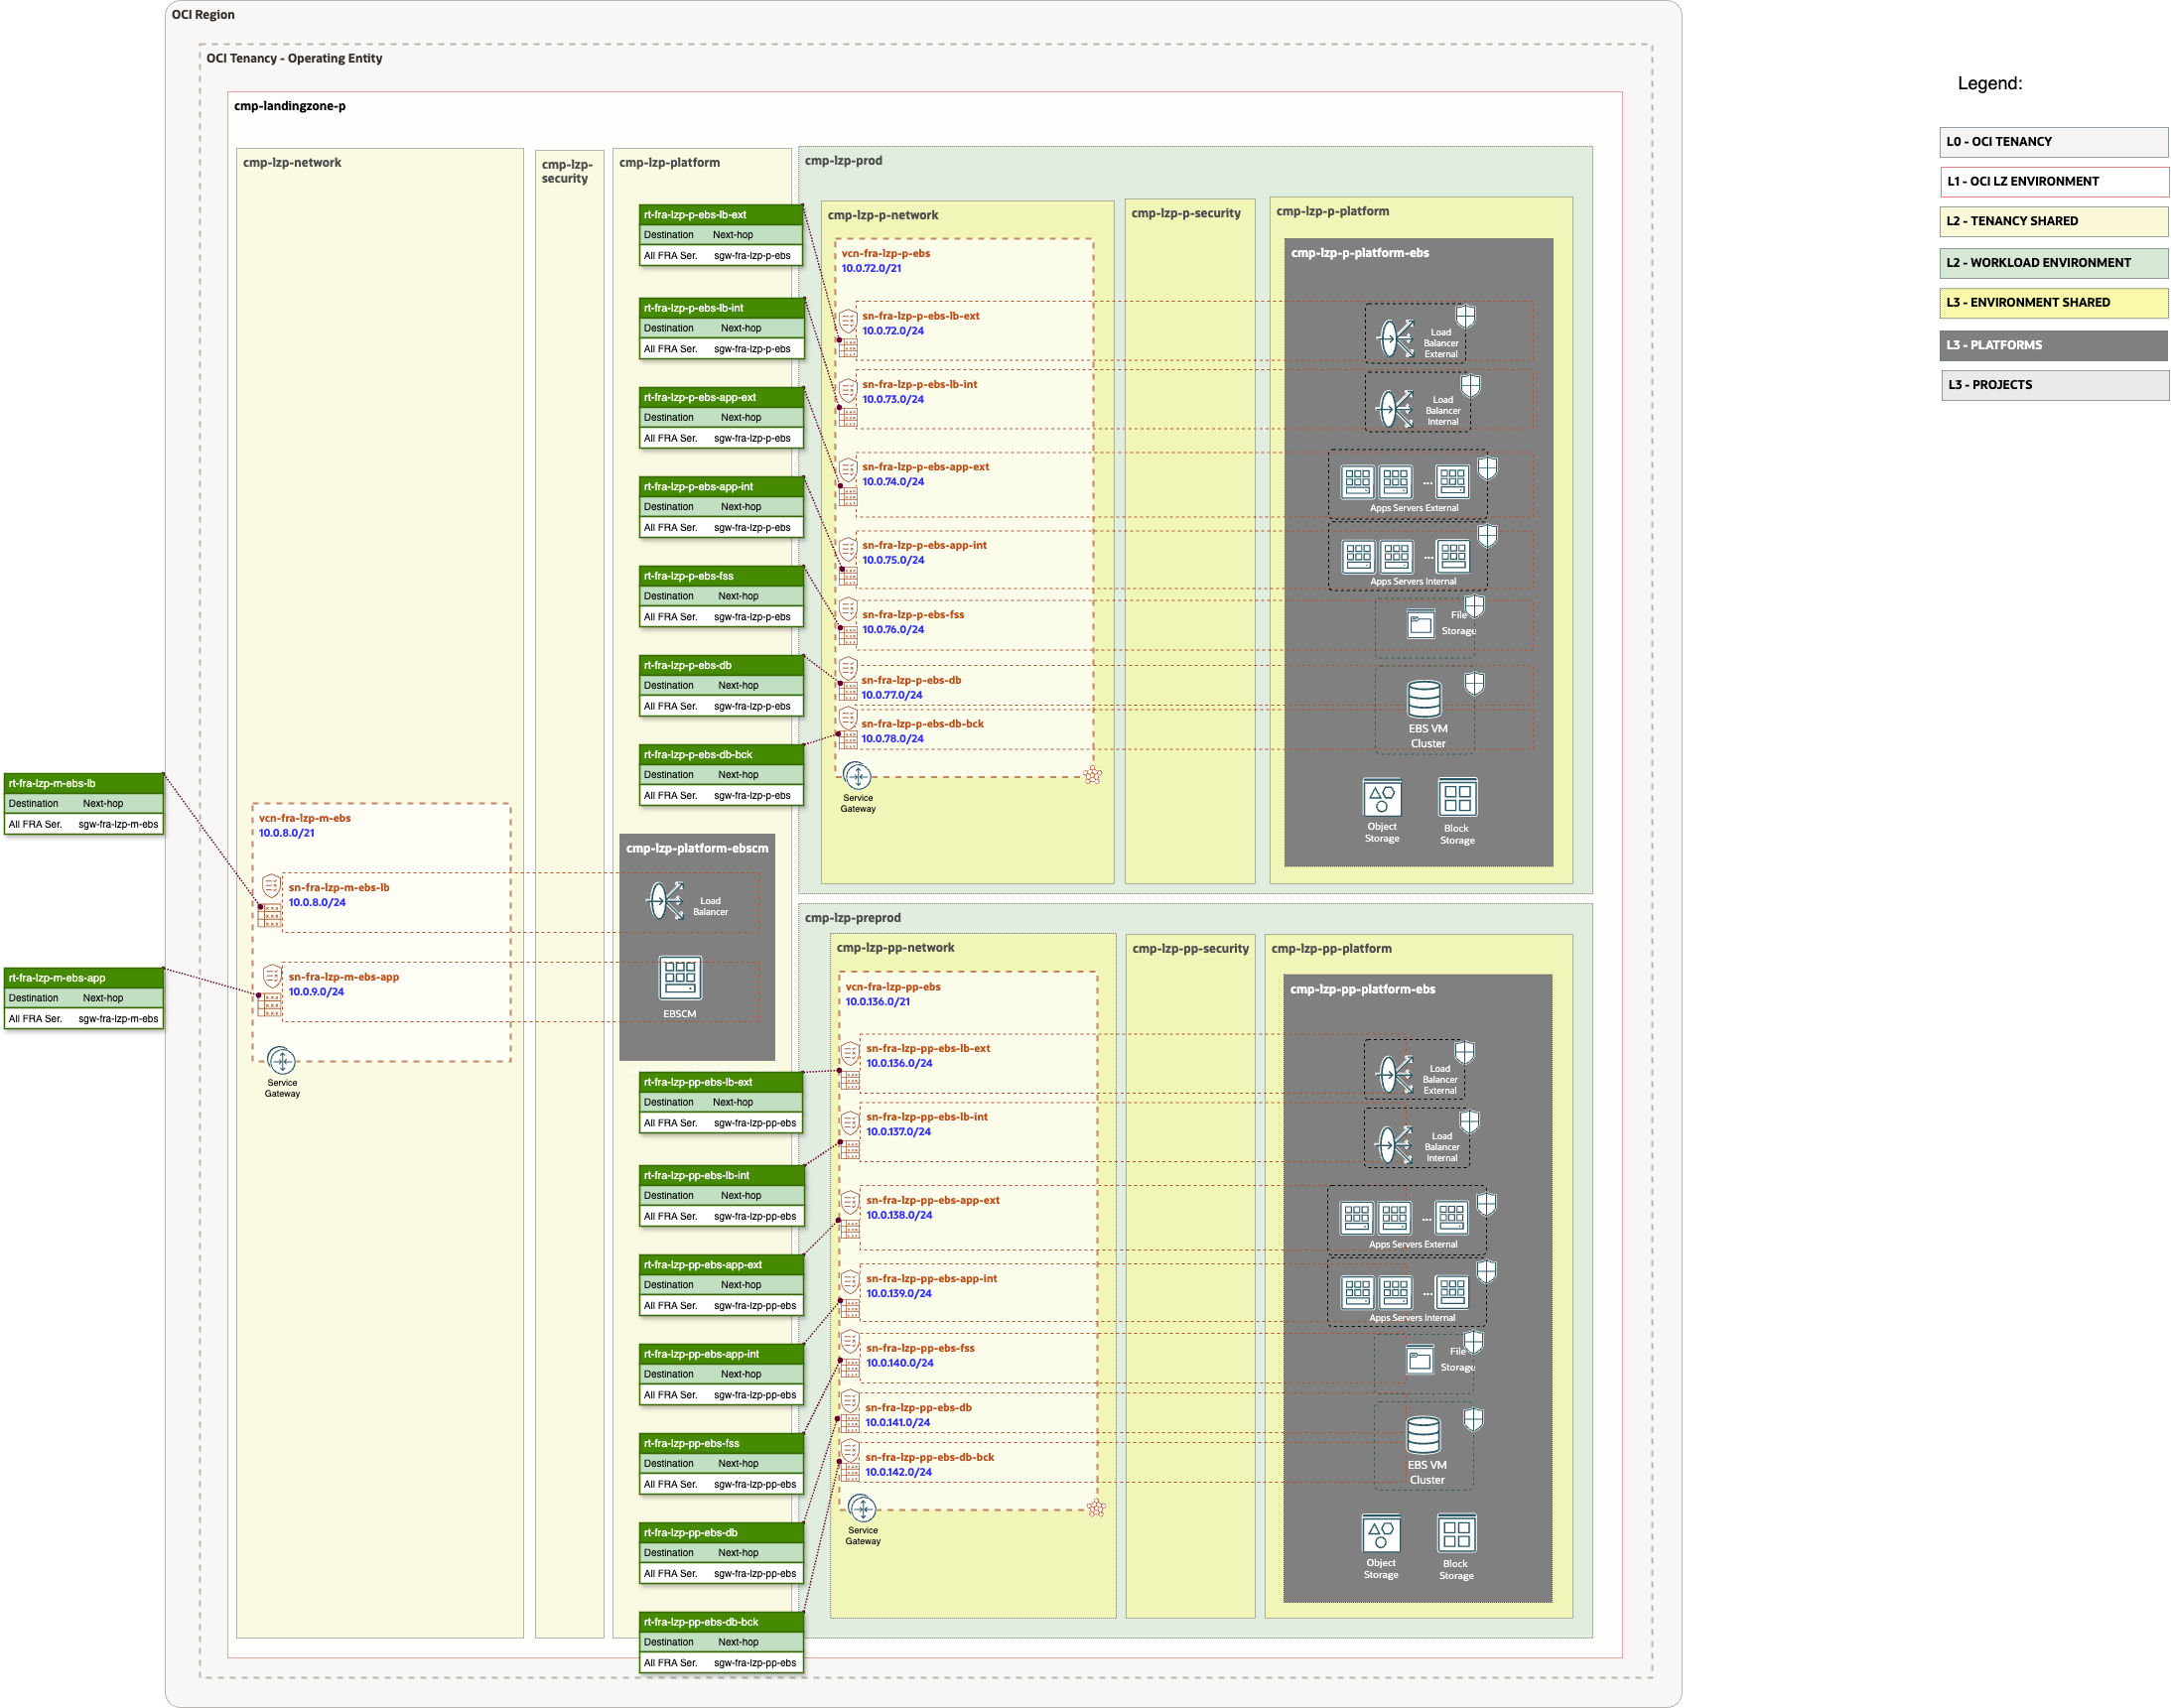 OCI Region
OCI Tenancy - Operating Entity
cmp-landingzone-p
cmp-lzp-network
cmp-lzp-
security
cmp-lzp-platform
rt-fra-lzp-m-ebs-lb
Destination Next-hop
All FRA Ser. sgw-fra-lzp-m-ebs
rt-fra-lzp-m-ebs-app
Destination Next-hop
All FRA Ser. sgw-fra-lzp-m-ebs
vcn-fra-lzp-m-ebs
10.0.8.0/21
sn-fra-lzp-m-ebs-lb
10.0.8.0/24
sn-fra-lzp-m-ebs-app
10.0.9.0/24
Service
Gateway
cmp-lzp-platform-ebscm
Load
Balancer
EBSCM
rt-fra-lzp-p-ebs-lb-ext
Destination Next-hop
All FRA Ser. sgw-fra-lzp-p-ebs
rt-fra-lzp-p-ebs-lb-int
Destination Next-hop
All FRA Ser. sgw-fra-lzp-p-ebs
rt-fra-lzp-p-ebs-app-ext
Destination Next-hop
All FRA Ser. sgw-fra-lzp-p-ebs
rt-fra-lzp-p-ebs-app-int
Destination Next-hop
All FRA Ser. sgw-fra-lzp-p-ebs
rt-fra-lzp-p-ebs-fss
Destination Next-hop
All FRA Ser. sgw-fra-lzp-p-ebs
rt-fra-lzp-p-ebs-db
Destination Next-hop
All FRA Ser. sgw-fra-lzp-p-ebs
rt-fra-lzp-p-ebs-db-bck
Destination Next-hop
All FRA Ser. sgw-fra-lzp-p-ebs
cmp-lzp-prod
cmp-lzp-p-network
vcn-fra-lzp-p-ebs
10.0.72.0/21
sn-fra-lzp-p-ebs-lb-ext
10.0.72.0/24
sn-fra-lzp-p-ebs-lb-int
10.0.73.0/24
sn-fra-lzp-p-ebs-app-ext
10.0.74.0/24
sn-fra-lzp-p-ebs-app-int
10.0.75.0/24
sn-fra-lzp-p-ebs-fss
10.0.76.0/24
sn-fra-lzp-p-ebs-db
10.0.77.0/24
sn-fra-lzp-p-ebs-db-bck
10.0.78.0/24
Service
Gateway
cmp-lzp-p-security
cmp-lzp-p-platform
cmp-lzp-p-platform-ebs
Load
Balancer
External
Load
Balancer
Internal
...
Apps Servers External
...
Apps Servers Internal
File
Storage
EBS VM
Cluster
Object
Storage
Block
Storage
rt-fra-lzp-pp-ebs-lb-ext
Destination Next-hop
All FRA Ser. sgw-fra-lzp-pp-ebs
rt-fra-lzp-pp-ebs-lb-int
Destination Next-hop
All FRA Ser. sgw-fra-lzp-pp-ebs
rt-fra-lzp-pp-ebs-app-ext
Destination Next-hop
All FRA Ser. sgw-fra-lzp-pp-ebs
rt-fra-lzp-pp-ebs-app-int
Destination Next-hop
All FRA Ser. sgw-fra-lzp-pp-ebs
rt-fra-lzp-pp-ebs-fss
Destination Next-hop
All FRA Ser. sgw-fra-lzp-pp-ebs
rt-fra-lzp-pp-ebs-db
Destination Next-hop
All FRA Ser. sgw-fra-lzp-pp-ebs
rt-fra-lzp-pp-ebs-db-bck
Destination Next-hop
All FRA Ser. sgw-fra-lzp-pp-ebs
cmp-lzp-preprod
cmp-lzp-pp-network
vcn-fra-lzp-pp-ebs
10.0.136.0/21
sn-fra-lzp-pp-ebs-lb-ext
10.0.136.0/24
sn-fra-lzp-pp-ebs-lb-int
10.0.137.0/24
sn-fra-lzp-pp-ebs-app-ext
10.0.138.0/24
sn-fra-lzp-pp-ebs-app-int
10.0.139.0/24
sn-fra-lzp-pp-ebs-fss
10.0.140.0/24
sn-fra-lzp-pp-ebs-db
10.0.141.0/24
sn-fra-lzp-pp-ebs-db-bck
10.0.142.0/24
Service
Gateway
cmp-lzp-pp-security
cmp-lzp-pp-platform
cmp-lzp-pp-platform-ebs
Load
Balancer
External
Load
Balancer
Internal
...
Apps Servers External
...
Apps Servers Internal
File
Storage
EBS VM
Cluster
Object
Storage
Block
Storage
Legend:
L0 - OCI TENANCY
L1 - OCI LZ ENVIRONMENT
L2 - TENANCY SHARED
L2 - WORKLOAD ENVIRONMENT
L3 - ENVIRONMENT SHARED
L3 - PLATFORMS
L3 - PROJECTS